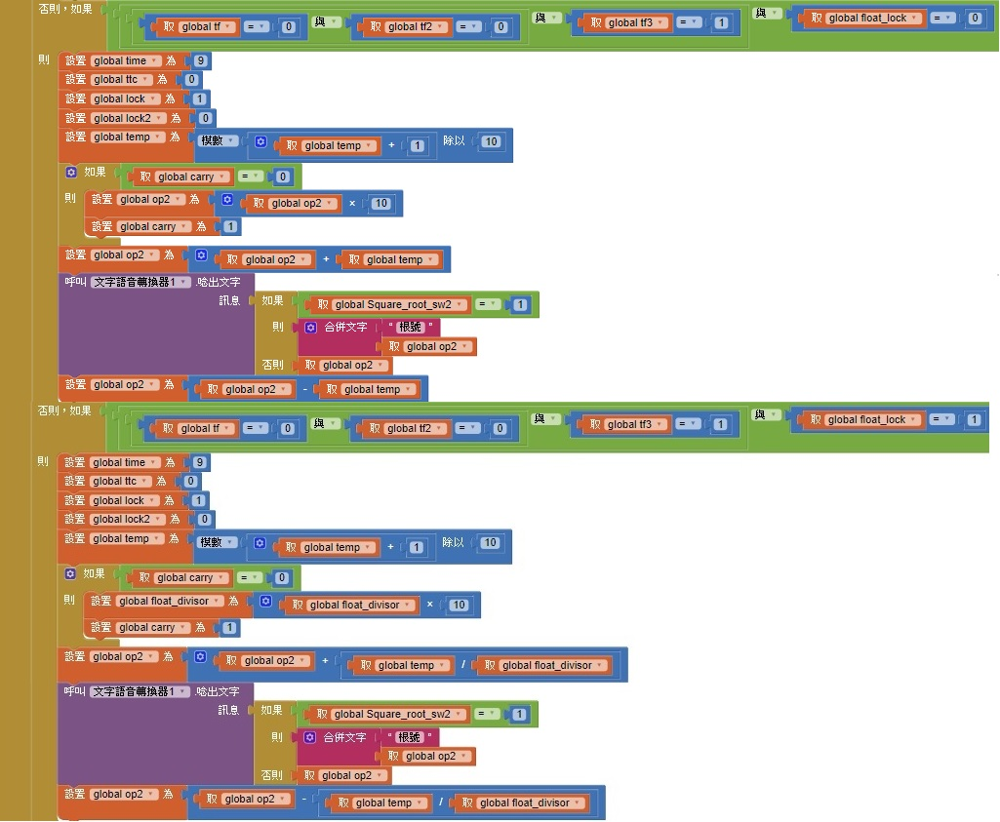 否則，如果 取 global tf = 0 與 取 global tf2 = 0 與 取 global tf3 = 1 與 取 global float_lock = 0
則 設置 global time 為 9
設置 global ttc 為 0
設置 global lock 為 1
設置 global lock2 為 0
設置 global temp 為 模數 取 global temp + 1 除以 10
如果 取 global carry = 0
則 設置 global op2 為 取 global op2 × 10
設置 global carry 為 1
設置 global op2 為 取 global op2 + 取 global temp
呼叫 文字語音轉換器1 .唸出文字
訊息 如果 取 global Square_root_sw2 = 1
則 合併文字 " 根號 "
取 global op2
否則 取 global op2
設置 global op2 為 取 global op2 - 取 global temp
否則，如果 取 global tf = 0 與 取 global tf2 = 0 與 取 global tf3 = 1 與 取 global float_lock = 1
則 設置 global time 為 9
設置 global ttc 為 0
設置 global lock 為 1
設置 global lock2 為 0
設置 global temp 為 模數 取 global temp + 1 除以 10
如果 取 global carry = 0
則 設置 global float_divisor 為 取 global float_divisor × 10
設置 global carry 為 1
設置 global op2 為 取 global op2 + 取 global temp / 取 global float_divisor
呼叫 文字語音轉換器1 .唸出文字
訊息 如果 取 global Square_root_sw2 = 1
則 合併文字 " 根號 "
取 global op2
否則 取 global op2
設置 global op2 為 取 global op2 - 取 global temp / 取 global float_divisor